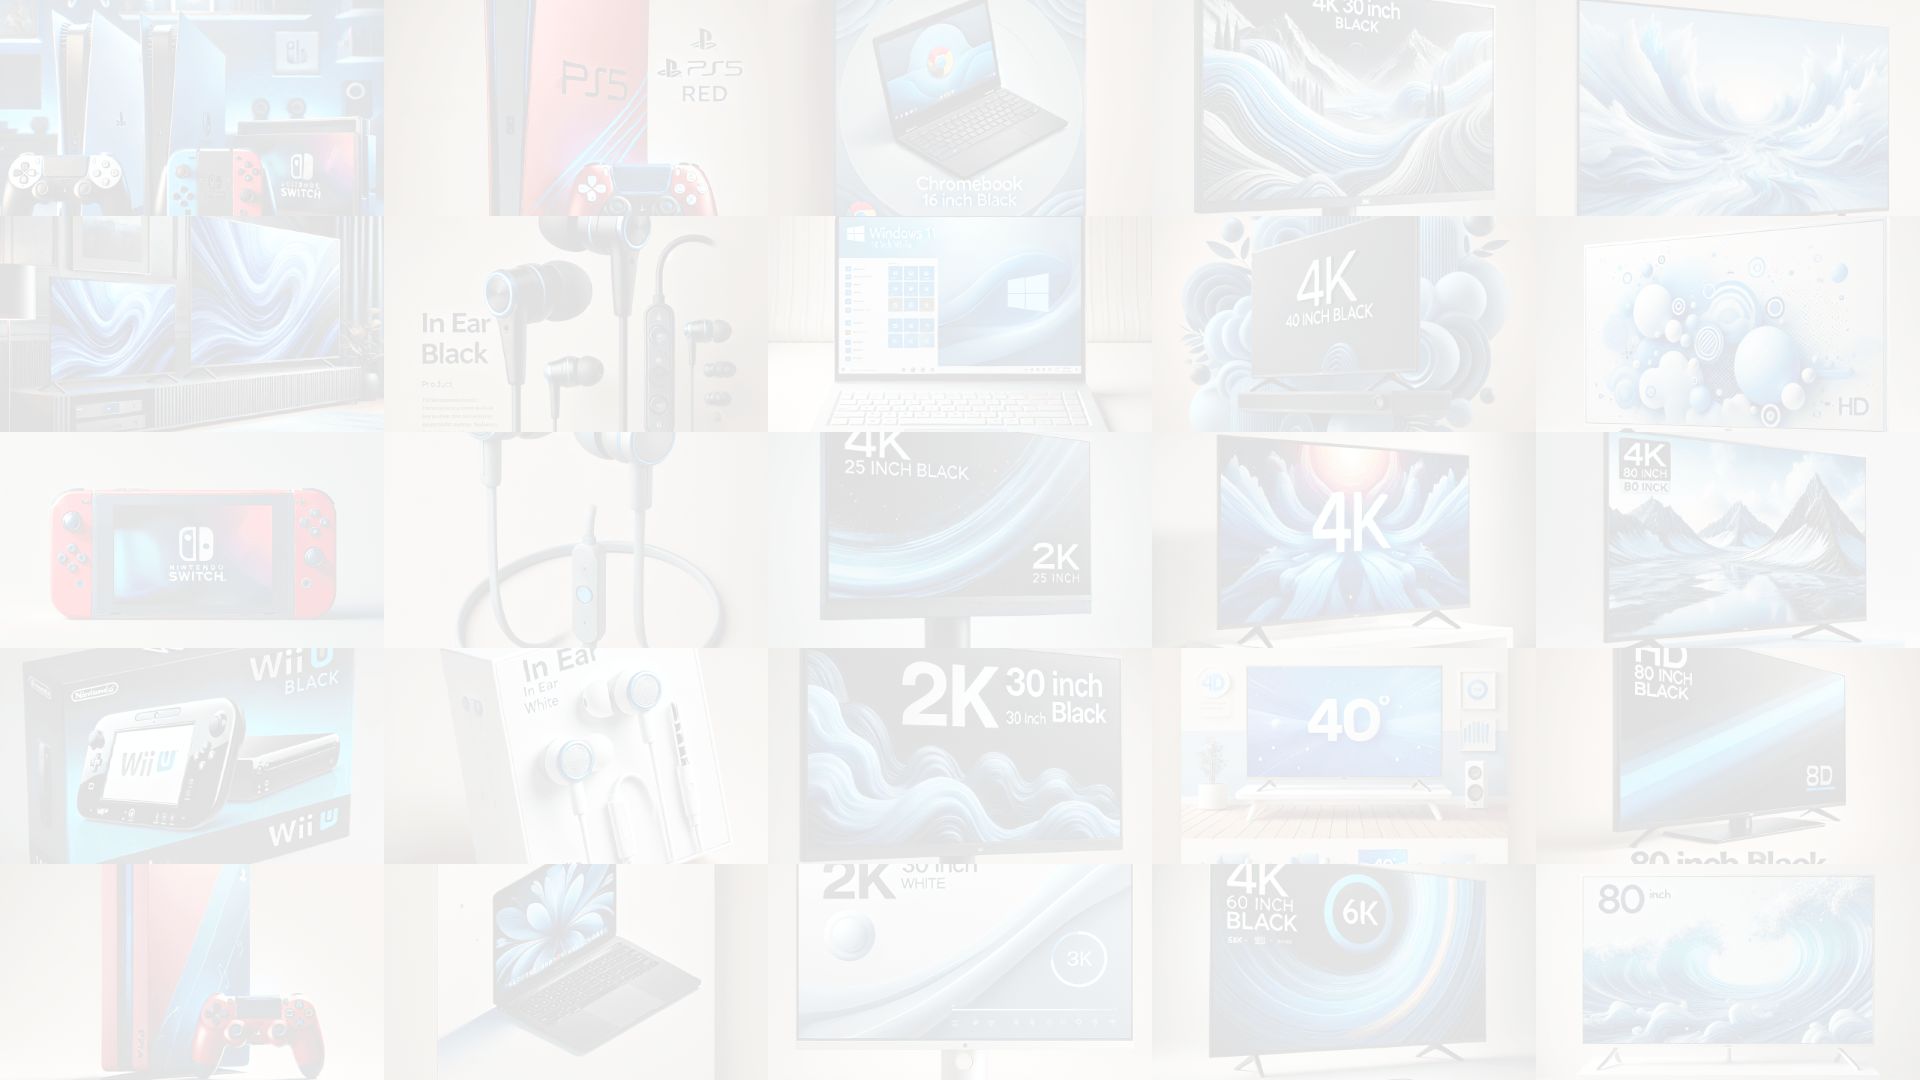 PS5
PS5
RED
Chromebook
16 inch Black
4K 30 inch
BLACK
SWITCH
In Ear
Black
Product
Windows 11
4K
40 INCH BLACK
HD
NINTENDO
SWITCH
4K
25 INCH BLACK
2K
25 INCH
4K
4K
80 INCH
80 INCK
Wii U
BLACK
Nintendo
Wii U
Wii U
In Ear
In Ear
White
2K
30 inch
Black
30 Inch
4D
40°
HD
80 INCH
BLACK
8D
80 inch Black
2K
30 inch
WHITE
3K
4K
60 INCH
BLACK
6K
80 inch